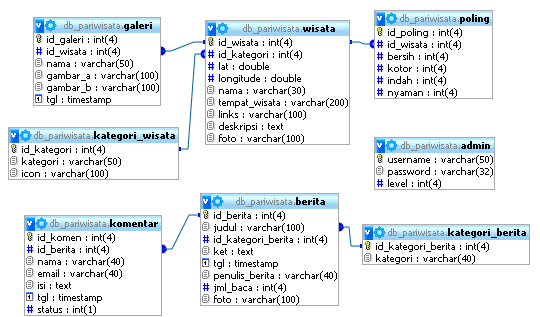 db_pariwisata.galeri
id_galeri : int(4)
id_wisata : int(4)
nama : varchar(50)
gambar_a : varchar(100)
gambar_b : varchar(100)
tgl : timestamp
db_pariwisata.wisata
id_wisata : int(4)
id_kategori : int(4)
lat : double
longitude : double
nama : varchar(30)
tempat_wisata : varchar(200)
links : varchar(100)
deskripsi : text
foto : varchar(100)
db_pariwisata.poling
id_poling : int(4)
id_wisata : int(4)
bersih : int(4)
kotor : int(4)
indah : int(4)
nyaman : int(4)
db_pariwisata.kategori_wisata
id_kategori : int(4)
kategori : varchar(50)
icon : varchar(100)
db_pariwisata.admin
username : varchar(50)
password : varchar(32)
level : int(4)
db_pariwisata.komentar
id_komen : int(4)
id_berita : int(4)
nama : varchar(40)
email : varchar(40)
isi : text
tgl : timestamp
status : int(1)
db_pariwisata.berita
id_berita : int(4)
judul : varchar(100)
id_kategori_berita : int(4)
ket : text
tgl : timestamp
penulis_berita : varchar(40)
jml_baca : int(4)
foto : varchar(100)
db_pariwisata.kategori_berita
id_kategori_berita : int(4)
kategori : varchar(40)